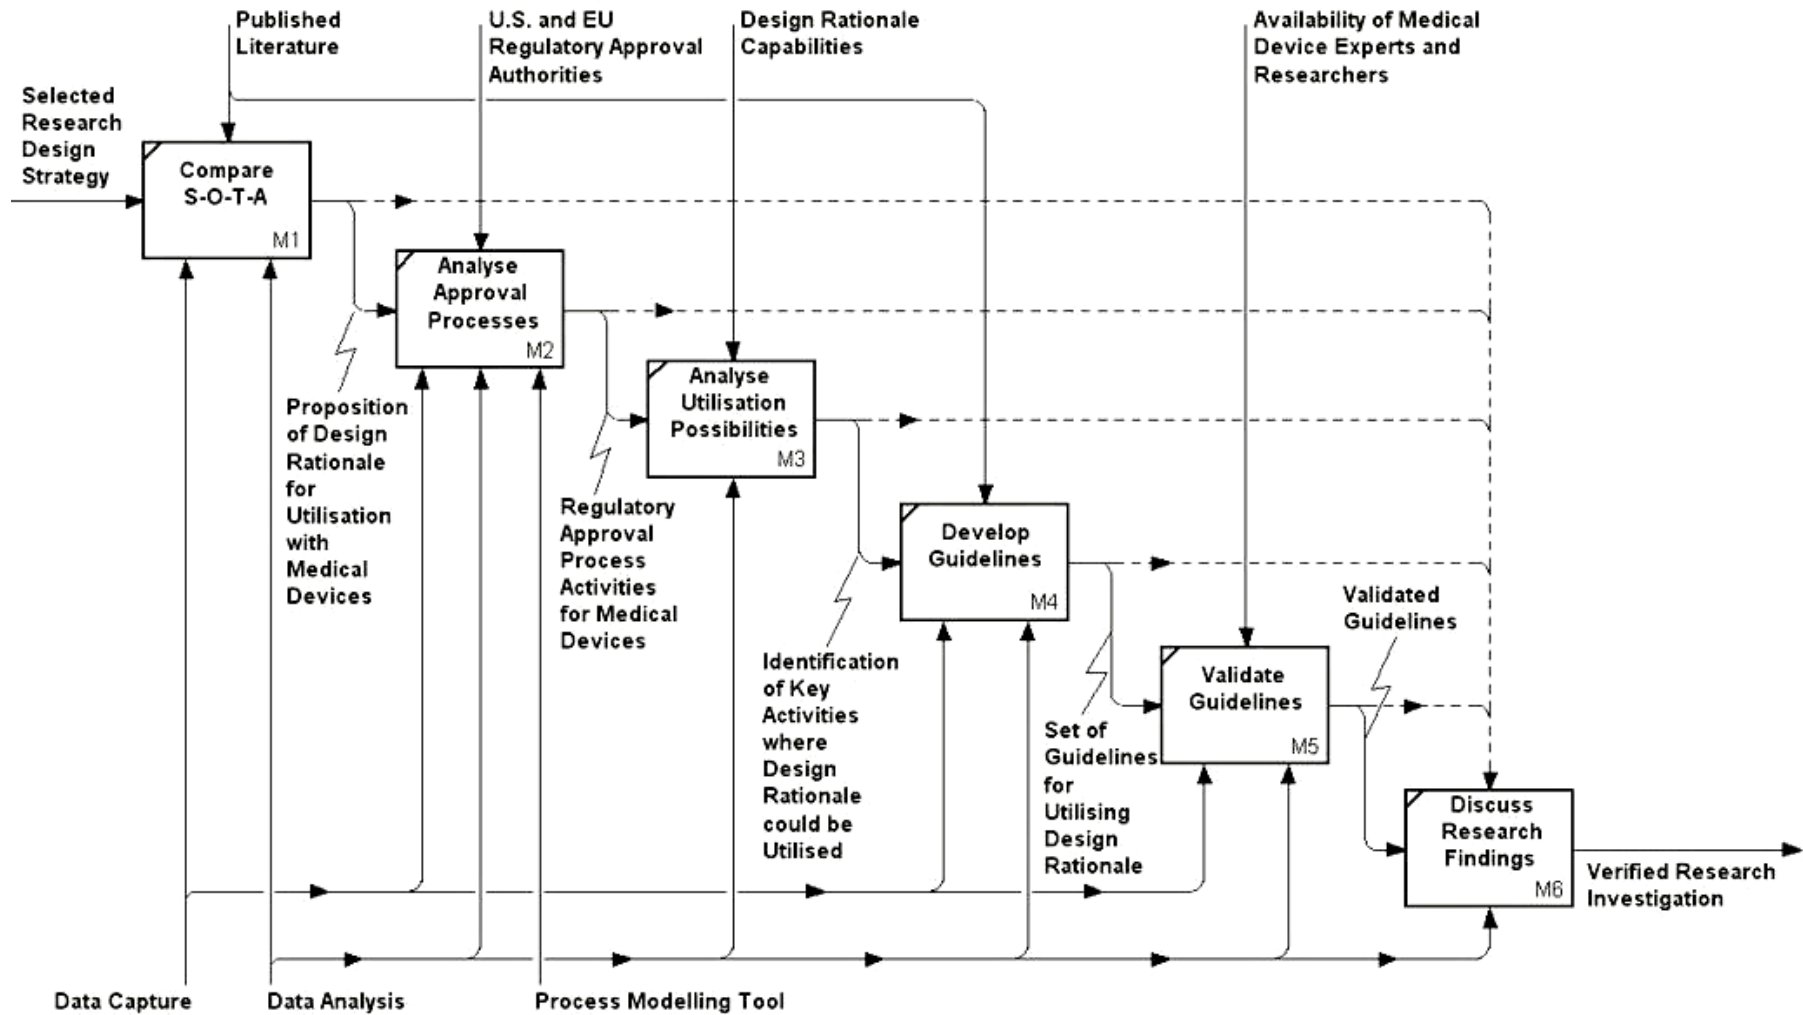 Published
Literature
U.S. and EU
Regulatory Approval
Authorities
Design Rationale
Capabilities
Availability of Medical
Device Experts and
Researchers
Selected
Research
Design
Strategy
Compare
S-O-T-A
M1
Analyse
Approval
Processes
M2
Analyse
Utilisation
Possibilities
M3
Proposition
of Design
Rationale
for
Utilisation
with
Medical
Devices
Regulatory
Approval
Process
Activities
for Medical
Devices
Develop
Guidelines
M4
Identification
of Key
Activities
where
Design
Rationale
could be
Utilised
Validated
Guidelines
Validate
Guidelines
M5
Set of
Guidelines
for
Utilising
Design
Rationale
Discuss
Research
Findings
M6
Verified Research
Investigation
Data Capture
Data Analysis
Process Modelling Tool